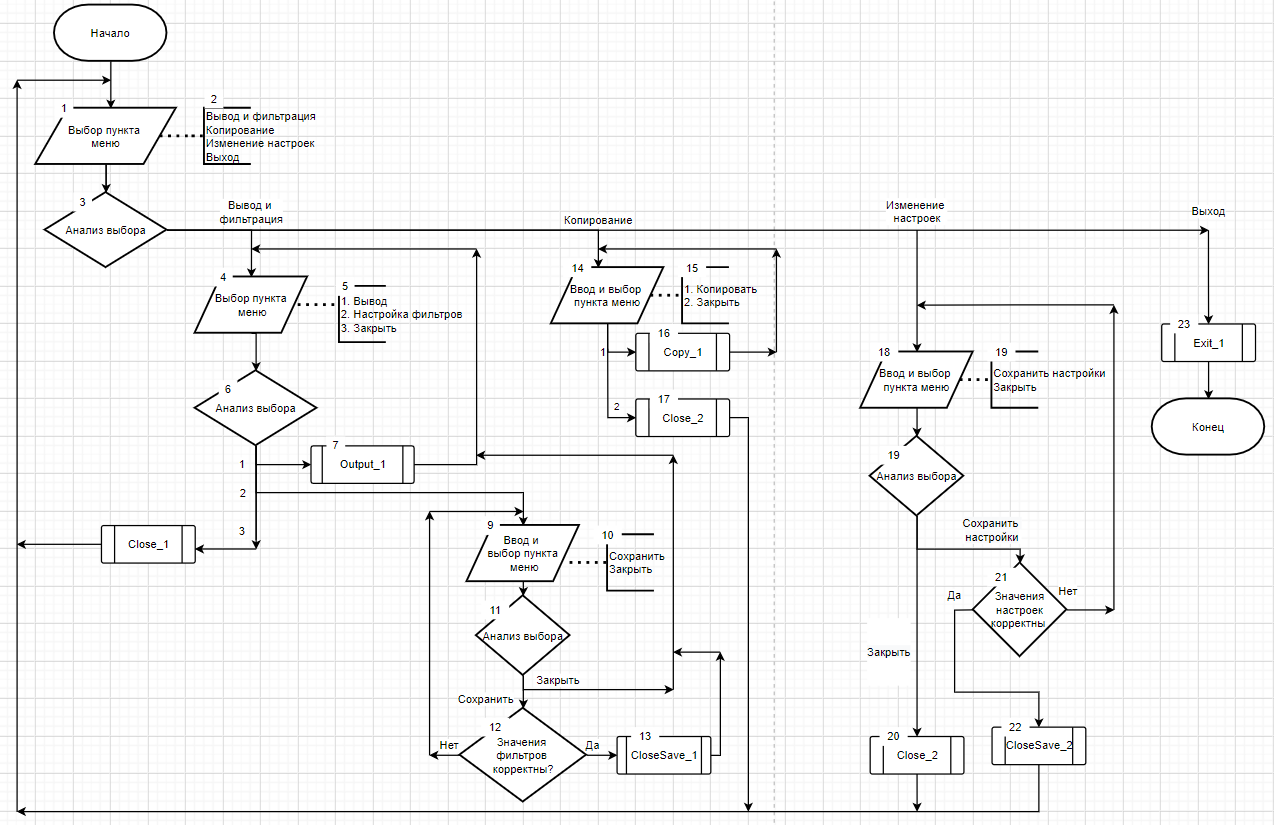 Начало
1
Выбор пункта
меню
2
Вывод и фильтрация
Копирование
Изменение настроек
Выход
3
Анализ выбора
Вывод и
фильтрация
Копирование
Изменение
настроек
Выход
4
Выбор пункта
меню
5
1. Вывод
2. Настройка фильтров
3. Закрыть
14
Ввод и выбор
пункта меню
15
1. Копировать
2. Закрыть
1
16
Copy_1
2
17
Close_2
18
Ввод и выбор
пункта меню
19
Сохранить настройки
Закрыть
23
Exit_1
Конец
6
Анализ выбора
1
7
Output_1
2
3
Close_1
9
Ввод и
выбор пункта
меню
10
Сохранить
Закрыть
11
Анализ выбора
Закрыть
Сохранить
12
Значения
фильтров
корректны?
Нет
Да
13
CloseSave_1
19
Анализ выбора
Сохранить
настройки
21
Значения
настроек
корректны
Да
Нет
Закрыть
20
Close_2
22
CloseSave_2